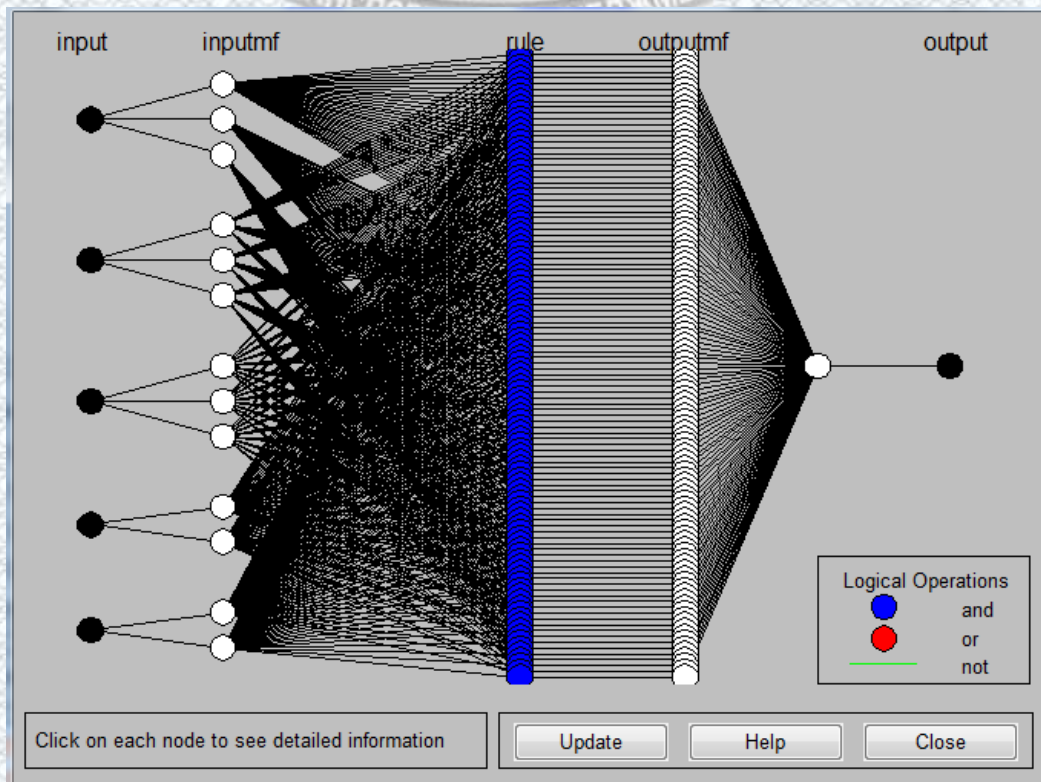 input
inputmf
rule
outputmf
output
Logical Operations
and
or
not
Click on each node to see detailed information
Update
Help
Close